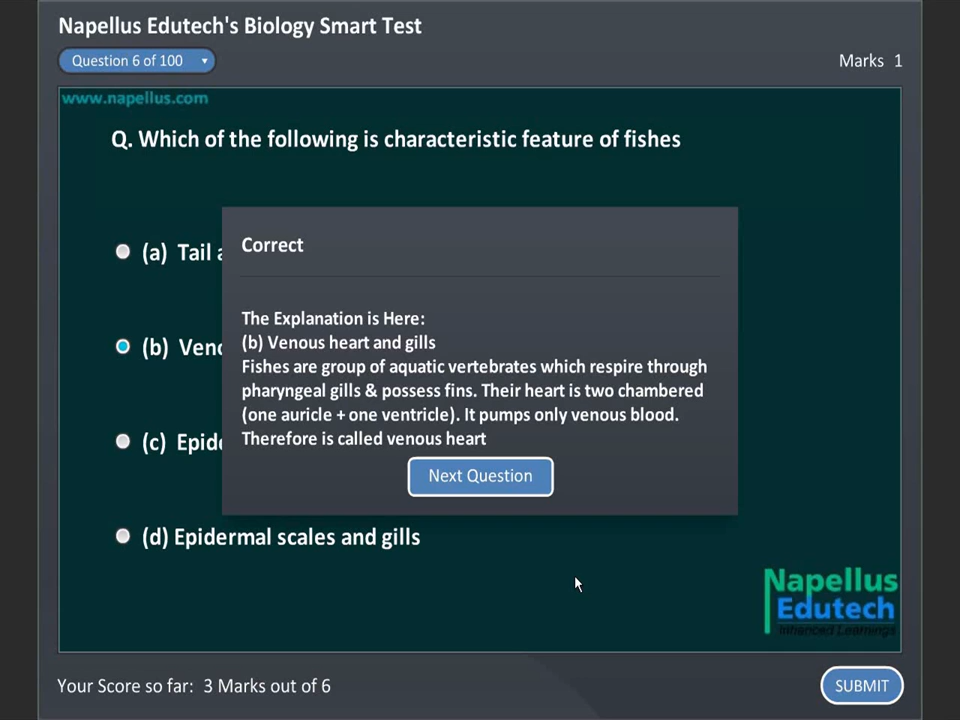 Napellus Edutech's Biology Smart Test
Question 6 of 100
Marks 1
www.napellus.com
Q. Which of the following is characteristic feature of fishes
(a) Tail
(b)
(c)
(d) Epidermal scales and gills
Correct
The Explanation is Here:
(b) Venous heart and gills
Fishes are group of aquatic vertebrates which respire through
pharyngeal gills & possess fins. Their heart is two chambered
(one auricle + one ventricle). It pumps only venous blood.
Therefore is called venous heart
Next Question
Napellus
Edutech
Enhanced Learnings
Your Score so far: 3 Marks out of 6
SUBMIT